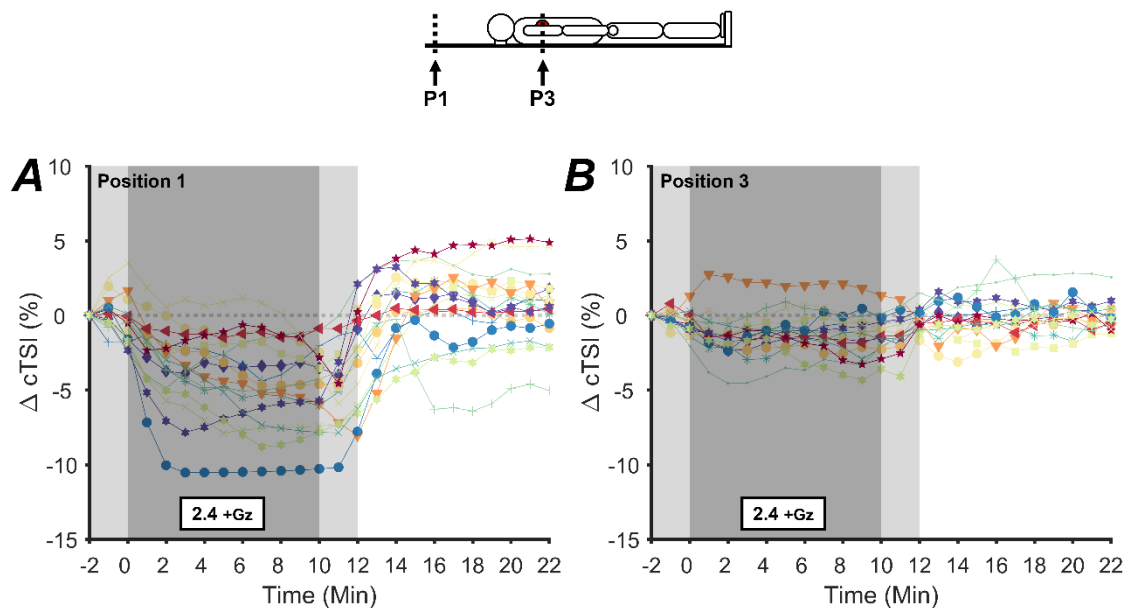 P1 P3
A
Position 1
Δ cTSI (%)
10
5
0
-5
-10
-15
2.4 +Gz
-2 0 2 4 6 8 10 12 14 16 18 20 22
Time (Min)
B
Position 3
Δ cTSI (%)
10
5
0
-5
-10
-15
2.4 +Gz
-2 0 2 4 6 8 10 12 14 16 18 20 22
Time (Min)